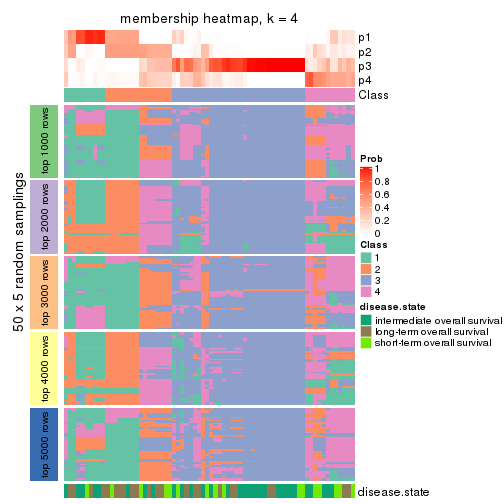 membership heatmap, k = 4
p1
p2
p3
p4
Class
50 x 5 random samplings
top 1000 rows
top 2000 rows
top 3000 rows
top 4000 rows
top 5000 rows
Prob
1
0.8
0.6
0.4
0.2
0
Class
1
2
3
4
disease.state
intermediate overall survival
long-term overall survival
short-term overall survival
disease.state